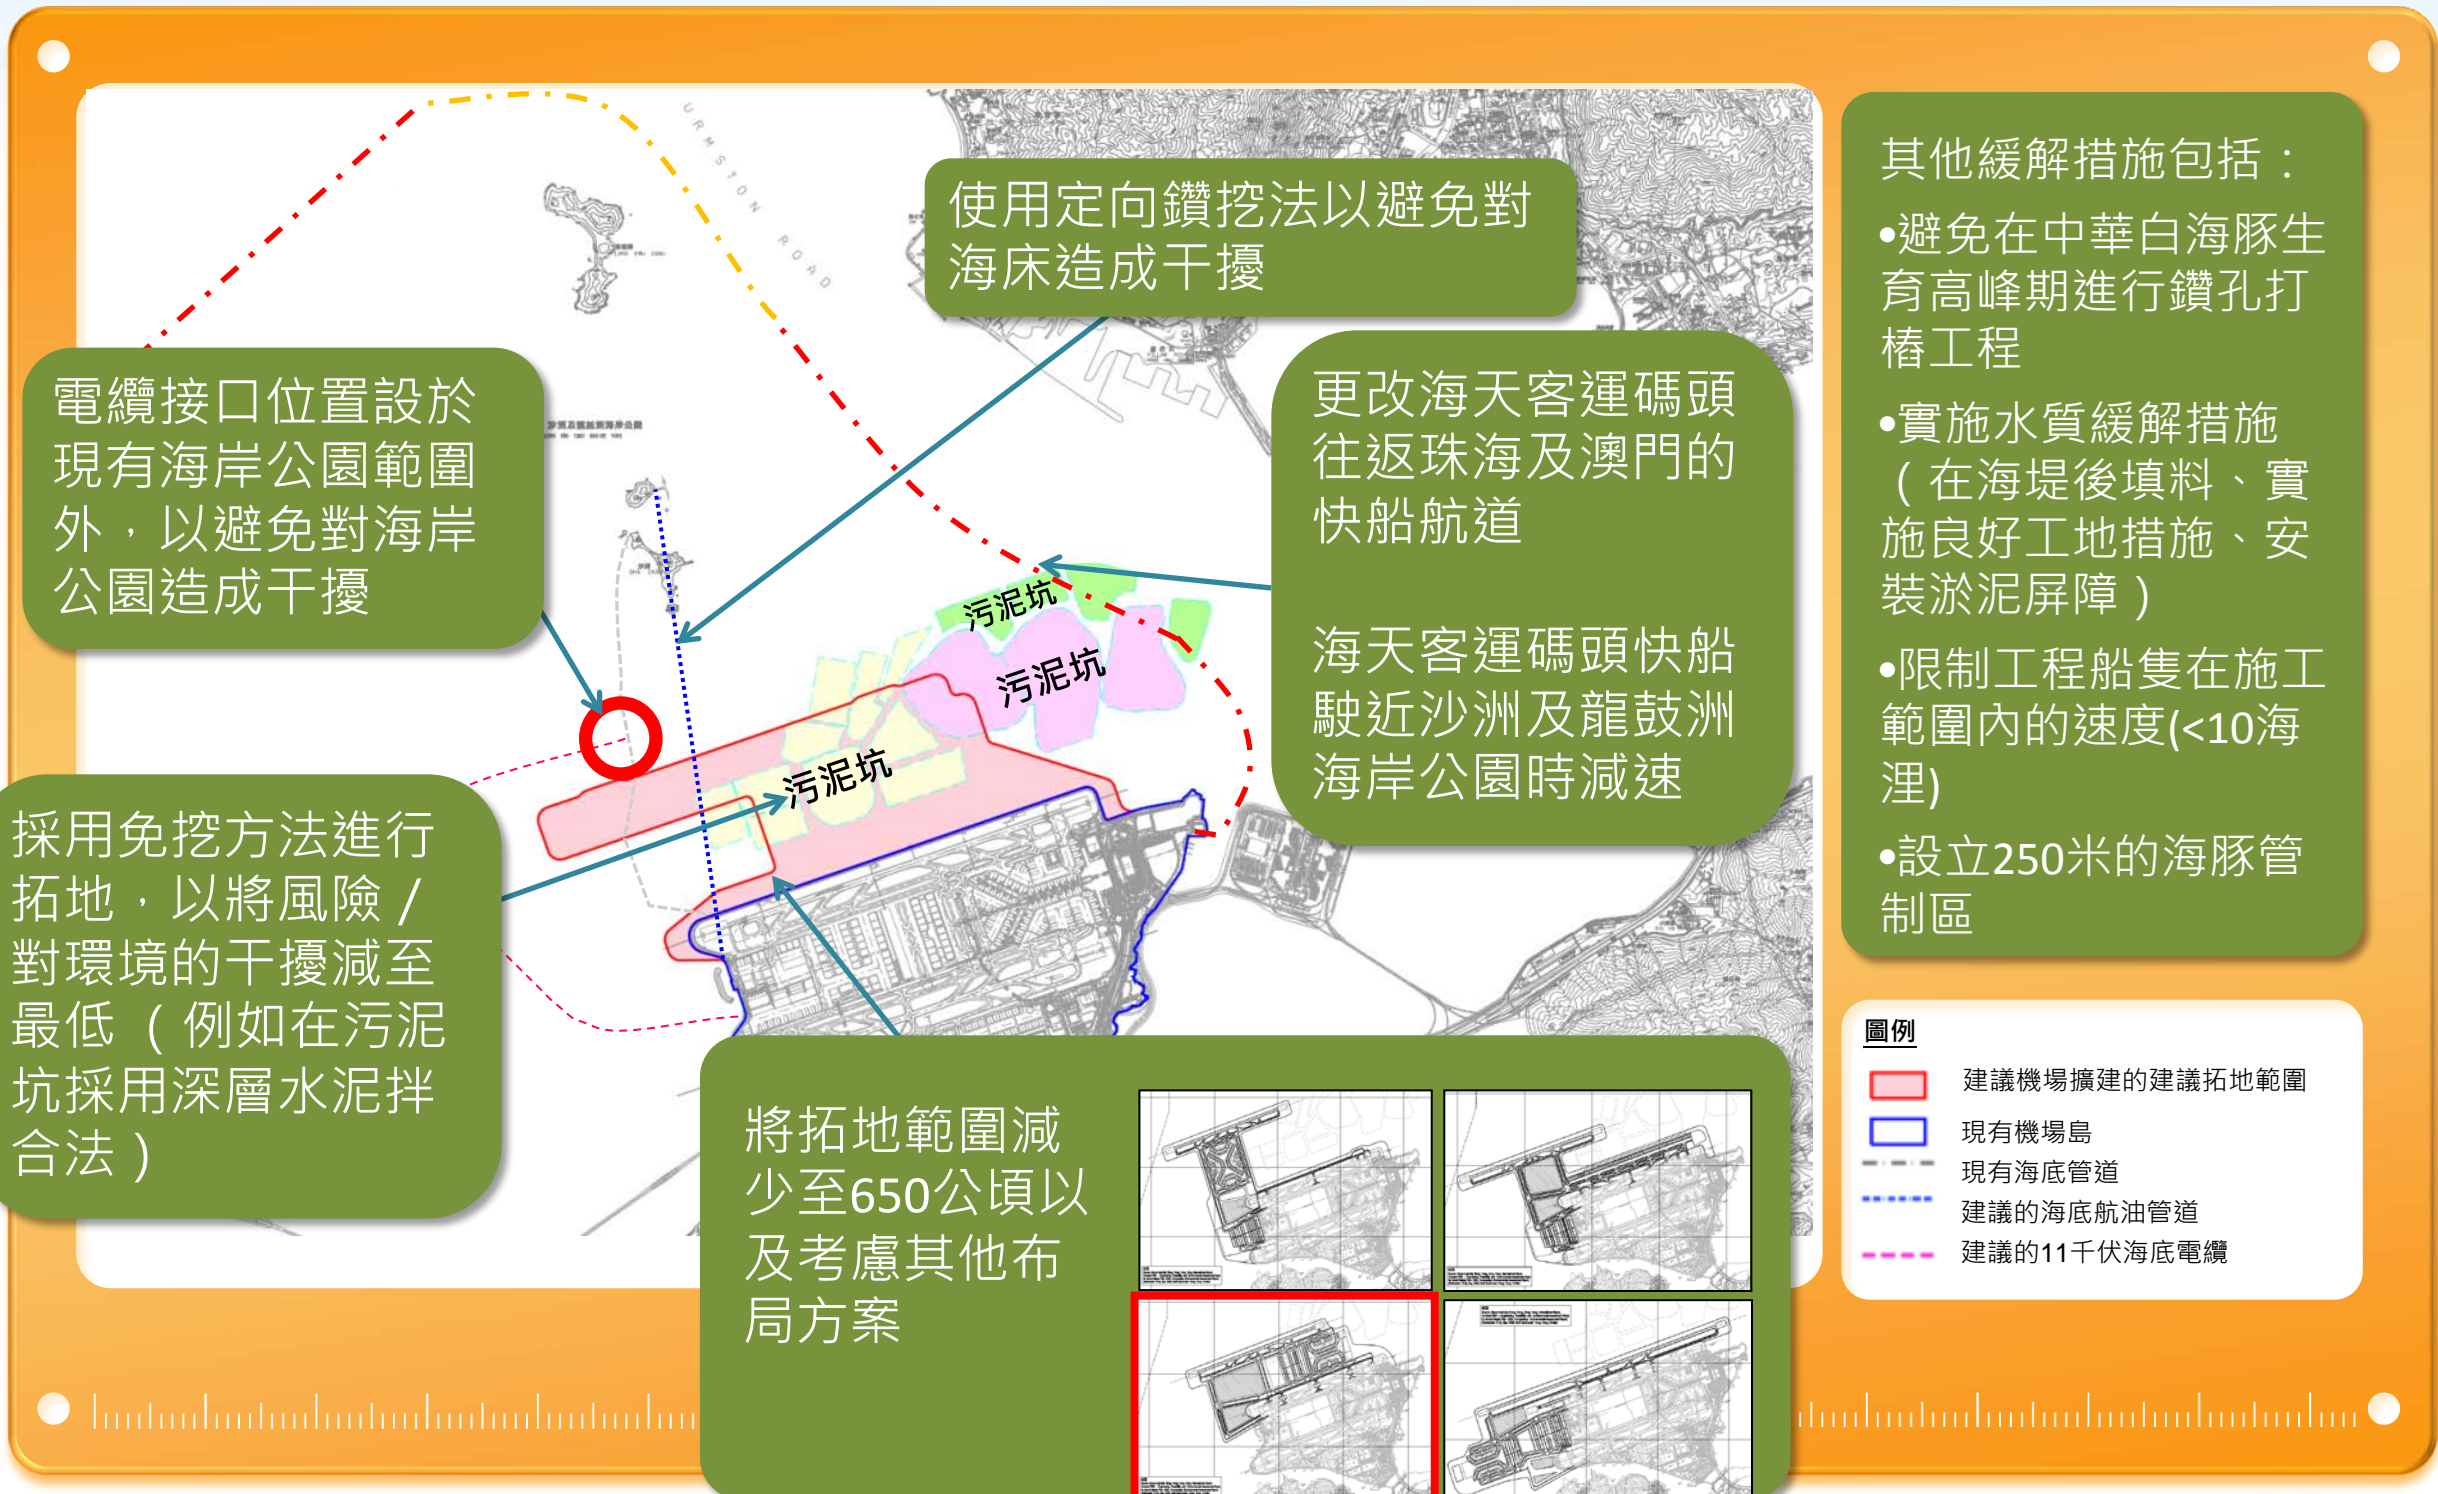 URMSTON ROAD
使用定向鑽挖法以避免對
海床造成干擾
電纜接口位置設於
現有海岸公園範圍
外，以避免對海岸
公園造成干擾
更改海天客運碼頭
往返珠海及澳門的
快船航道
海天客運碼頭快船
駛近沙洲及龍鼓洲
海岸公園時減速
污泥坑
污泥坑
污泥坑
採用免挖方法進行
拓地，以將風險/
對環境的干擾減至
最低（例如在污泥
坑採用深層水泥拌
合法）
將拓地範圍減
少至650公頃以
及考慮其他布
局方案
其他緩解措施包括：
•避免在中華白海豚生
育高峰期進行鑽孔打
樁工程
•實施水質緩解措施
（在海堤後填料、實
施良好工地措施、安
裝淤泥屏障）
•限制工程船隻在施工
範圍內的速度(<10海
浬)
•設立250米的海豚管
制區
圖例
建議機場擴建的建議拓地範圍
現有機場島
現有海底管道
建議的海底航油管道
建議的11千伏海底電纜